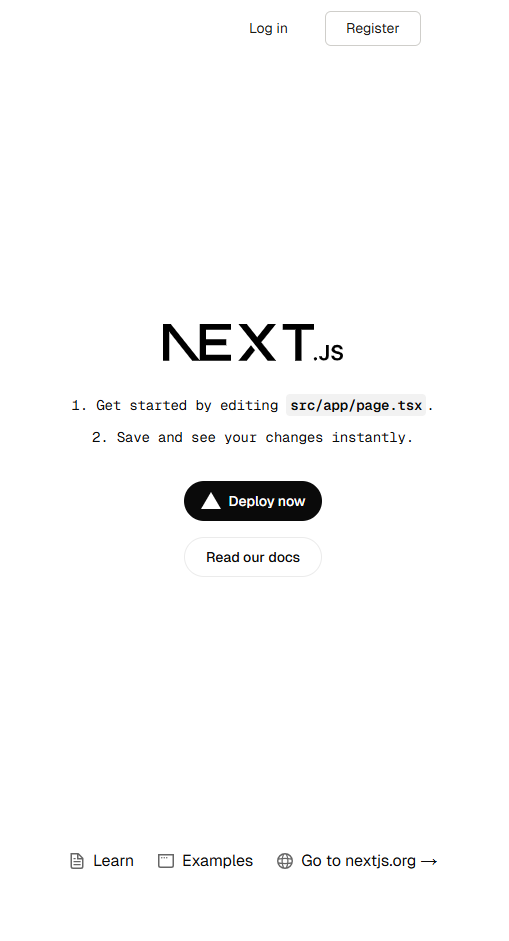 Log in
Register
NEXT.JS
1. Get started by editing src/app/page.tsx.
2. Save and see your changes instantly.
Deploy now
Read our docs
Learn
Examples
Go to nextjs.org →